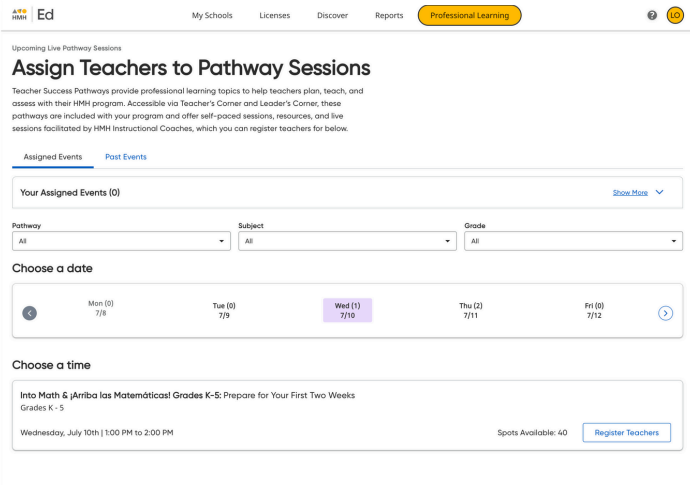 HMH Ed
My Schools
Licenses
Discover
Reports
Professional Learning
?
LO
Upcoming Live Pathway Sessions
Assign Teachers to Pathway Sessions
Teacher Success Pathways provide professional learning topics to help teachers plan, teach, and
assess with their HMH program. Accessible via Teacher's Corner and Leader's Corner, these
pathways are included with your program and offer self-paced sessions, resources, and live
sessions facilitated by HMH Instructional Coaches, which you can register teachers for below.
Assigned Events
Past Events
Your Assigned Events (0)
Show More
Pathway
Subject
Grade
All
All
All
Choose a date
Mon (0)
7/8
Tue (0)
7/9
Wed (1)
7/10
Thu (2)
7/11
Fri (0)
7/12
Choose a time
Into Math & ¡Arriba las Matemáticas! Grades K-5: Prepare for Your First Two Weeks
Grades K - 5
Wednesday, July 10th | 1:00 PM to 2:00 PM
Spots Available: 40
Register Teachers